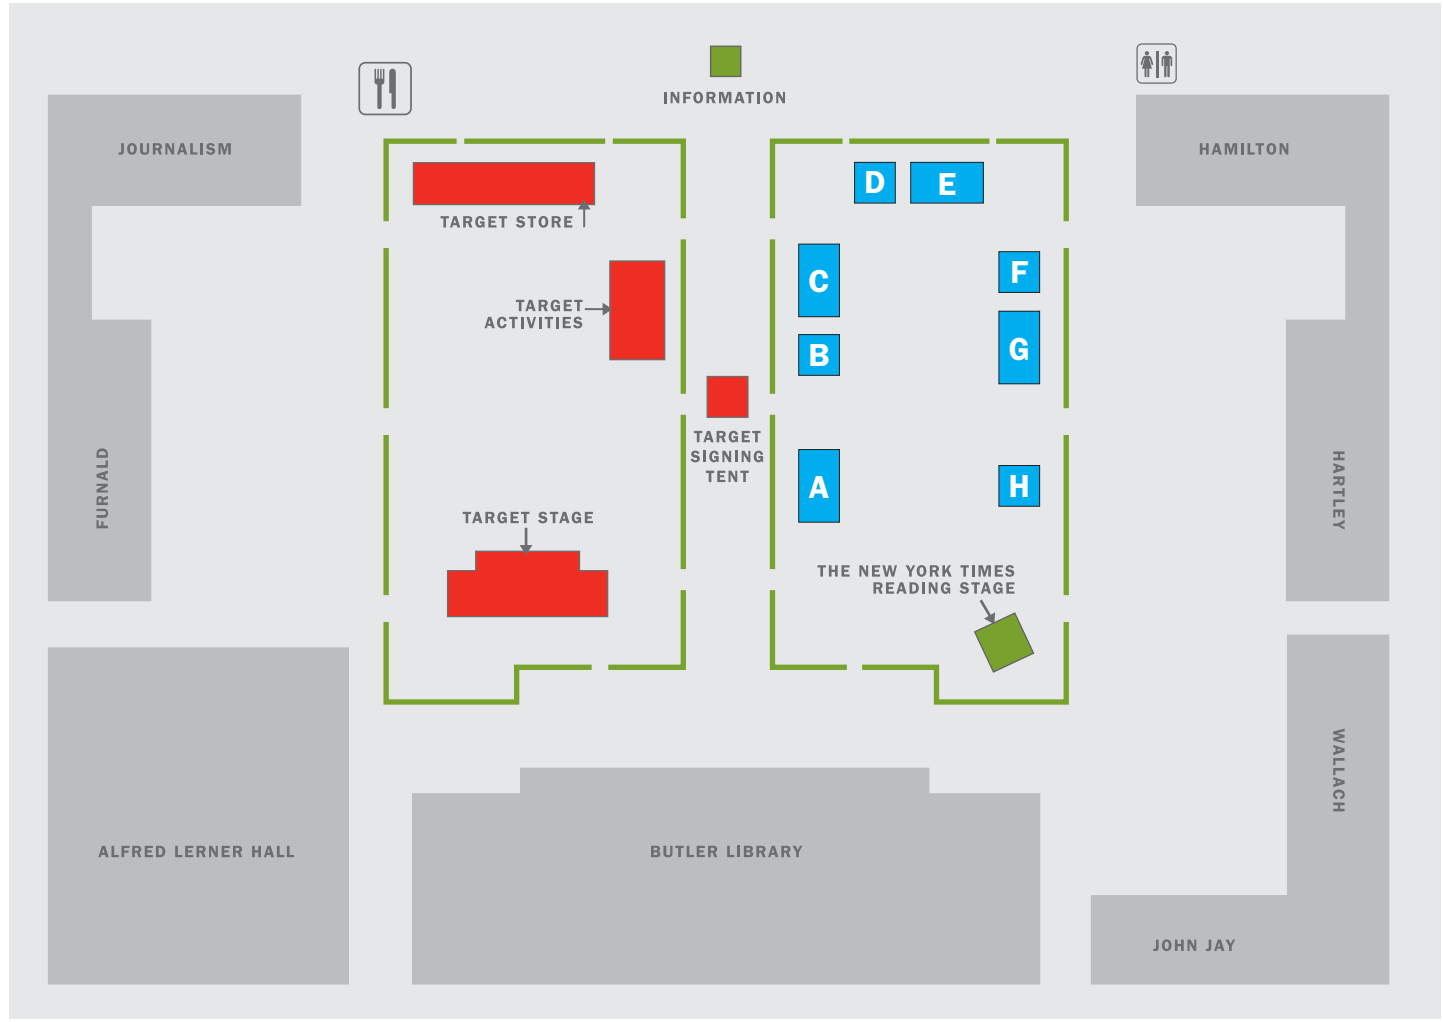 INFORMATION
JOURNALISM
HAMILTON
D
E
TARGET STORE
C
F
TARGET
ACTIVITIES
B
G
TARGET
SIGNING
TENT
A
H
FURNALD
HARTLEY
TARGET STAGE
THE NEW YORK TIMES
READING STAGE
WALLACH
ALFRED LERNER HALL
BUTLER LIBRARY
JOHN JAY